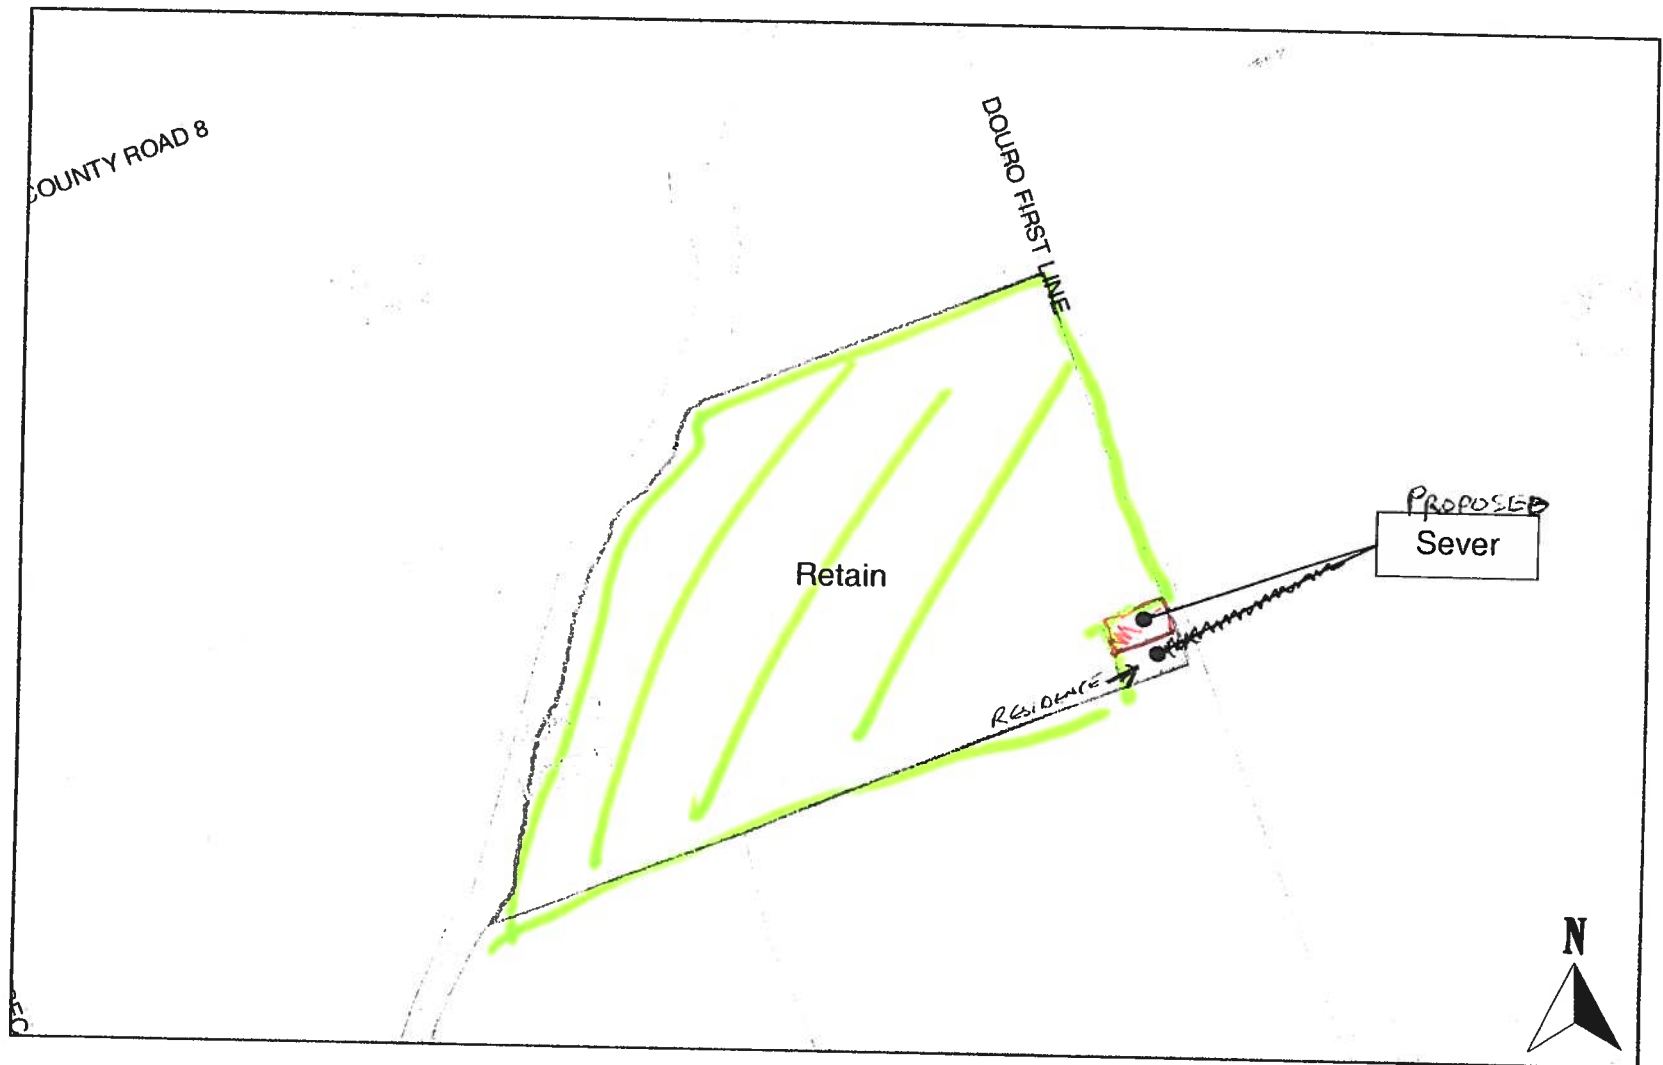 COUNTY ROAD 8
DOURO FIRST LINE
PROPOSED
Sever
Retain
RESIDENCE
N